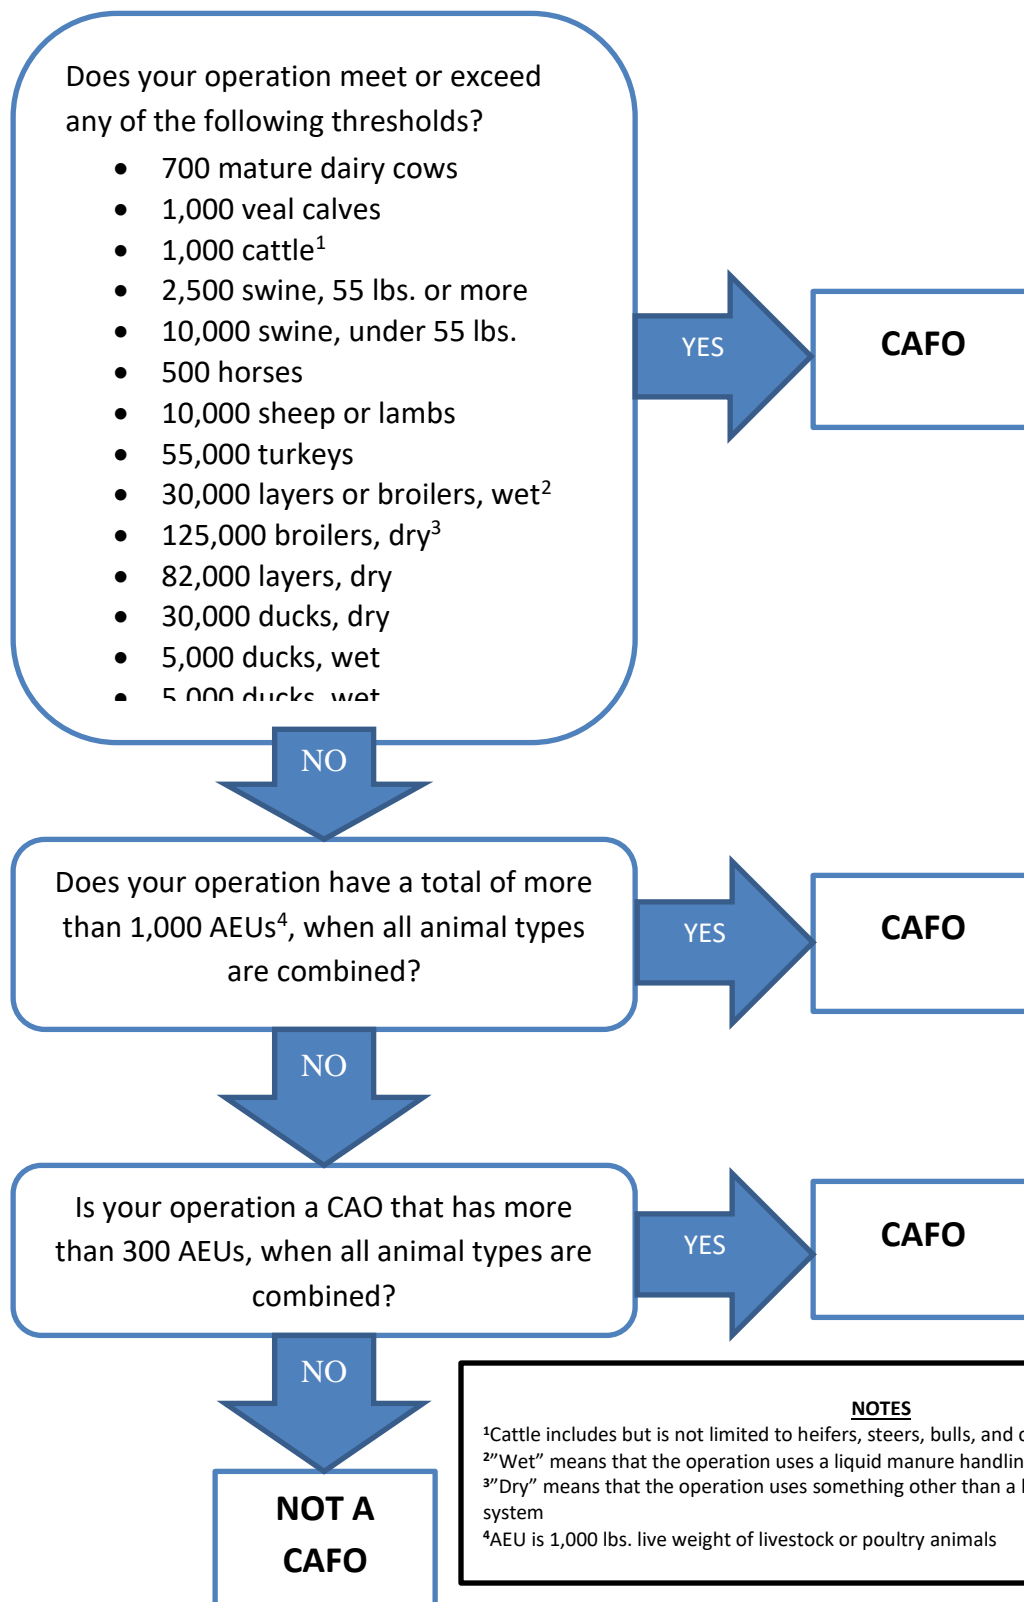 Does your operation meet or exceed
any of the following thresholds?
• 700 mature dairy cows
• 1,000 veal calves
• 1,000 cattle¹
• 2,500 swine, 55 lbs. or more
• 10,000 swine, under 55 lbs.
• 500 horses
• 10,000 sheep or lambs
• 55,000 turkeys
• 30,000 layers or broilers, wet²
• 125,000 broilers, dry³
• 82,000 layers, dry
• 30,000 ducks, dry
• 5,000 ducks, wet
• 5,000 ducks, wet
YES
CAFO
NO
Does your operation have a total of more
than 1,000 AEUs⁴, when all animal types
are combined?
YES
CAFO
NO
Is your operation a CAO that has more
than 300 AEUs, when all animal types are
combined?
YES
CAFO
NO
NOT A
CAFO
NOTES
¹Cattle includes but is not limited to heifers, steers, bulls, and
²”Wet” means that the operation uses a liquid manure
³”Dry” means that the operation uses something other than a
system
⁴AEU is 1,000 lbs. live weight of livestock or poultry animals